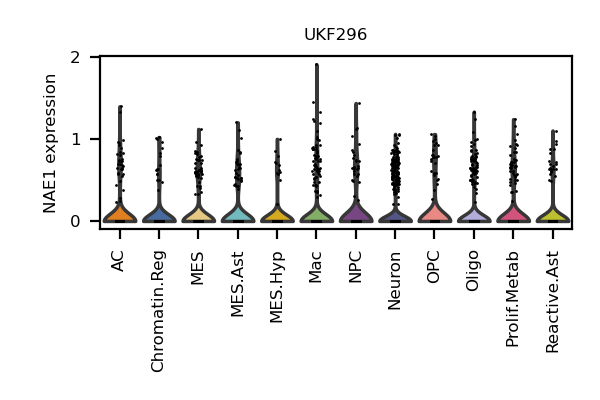 UKF296
NAE1 expression
2
1
0
AC
Chromatin.Reg
MES
MES.Ast
MES.Hyp
Mac
NPC
Neuron
OPC
Oligo
Prolif.Metab
Reactive.Ast